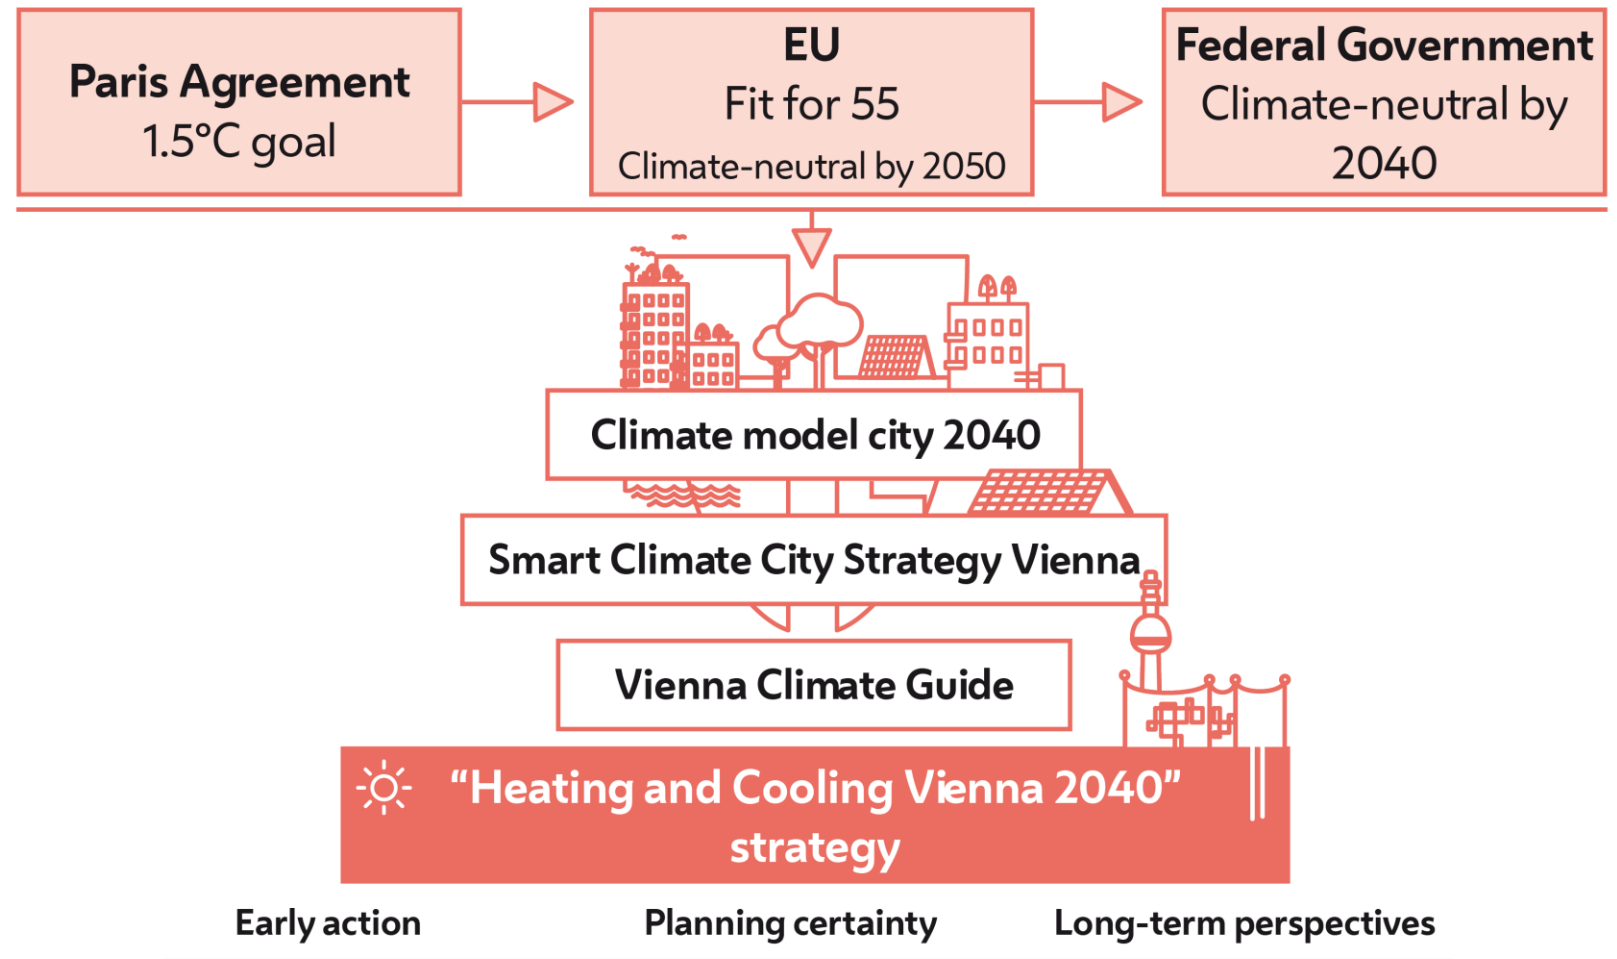 Paris Agreement
1.5°C goal
EU
Fit for 55
Climate-neutral by 2050
Federal Government
Climate-neutral by
2040
Climate model city 2040
Smart Climate City Strategy Vienna
Vienna Climate Guide
“Heating and Cooling Vienna 2040”
strategy
Early action
Planning certainty
Long-term perspectives